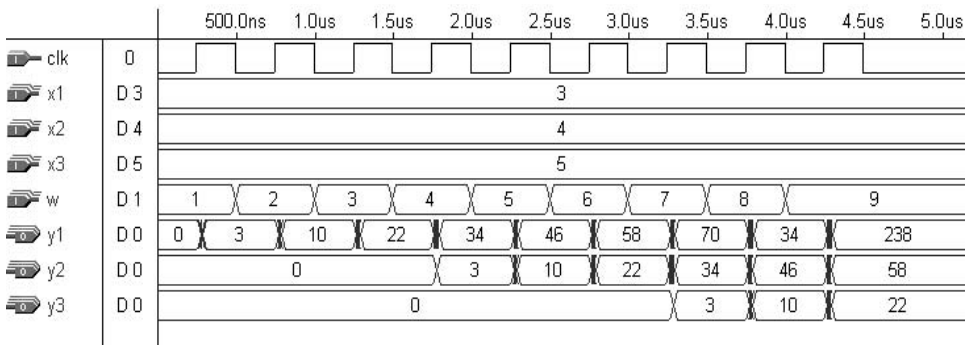 500.0ns 1.0us 1.5us 2.0us 2.5us 3.0us 3.5us 4.0us 4.5us 5.0us
clk 0
x1 D 3 3
x2 D 4 4
x3 D 5 5
w D 1 1 2 3 4 5 6 7 8 9
y1 D 0 0 3 10 22 34 46 58 70 34 238
y2 D 0 0 3 10 22 34 46 58
y3 D 0 0 3 10 22